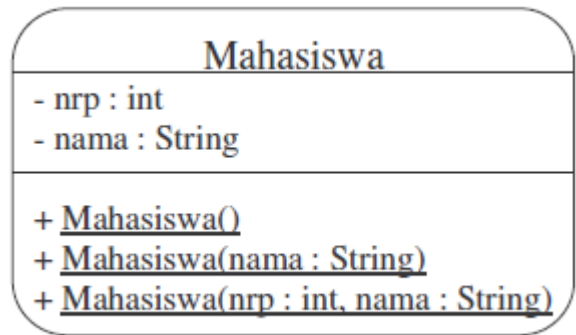 Mahasiswa
- nrp : int
- nama : String
+ Mahasiswa()
+ Mahasiswa(nama : String)
+ Mahasiswa(nrp : int, nama : String)